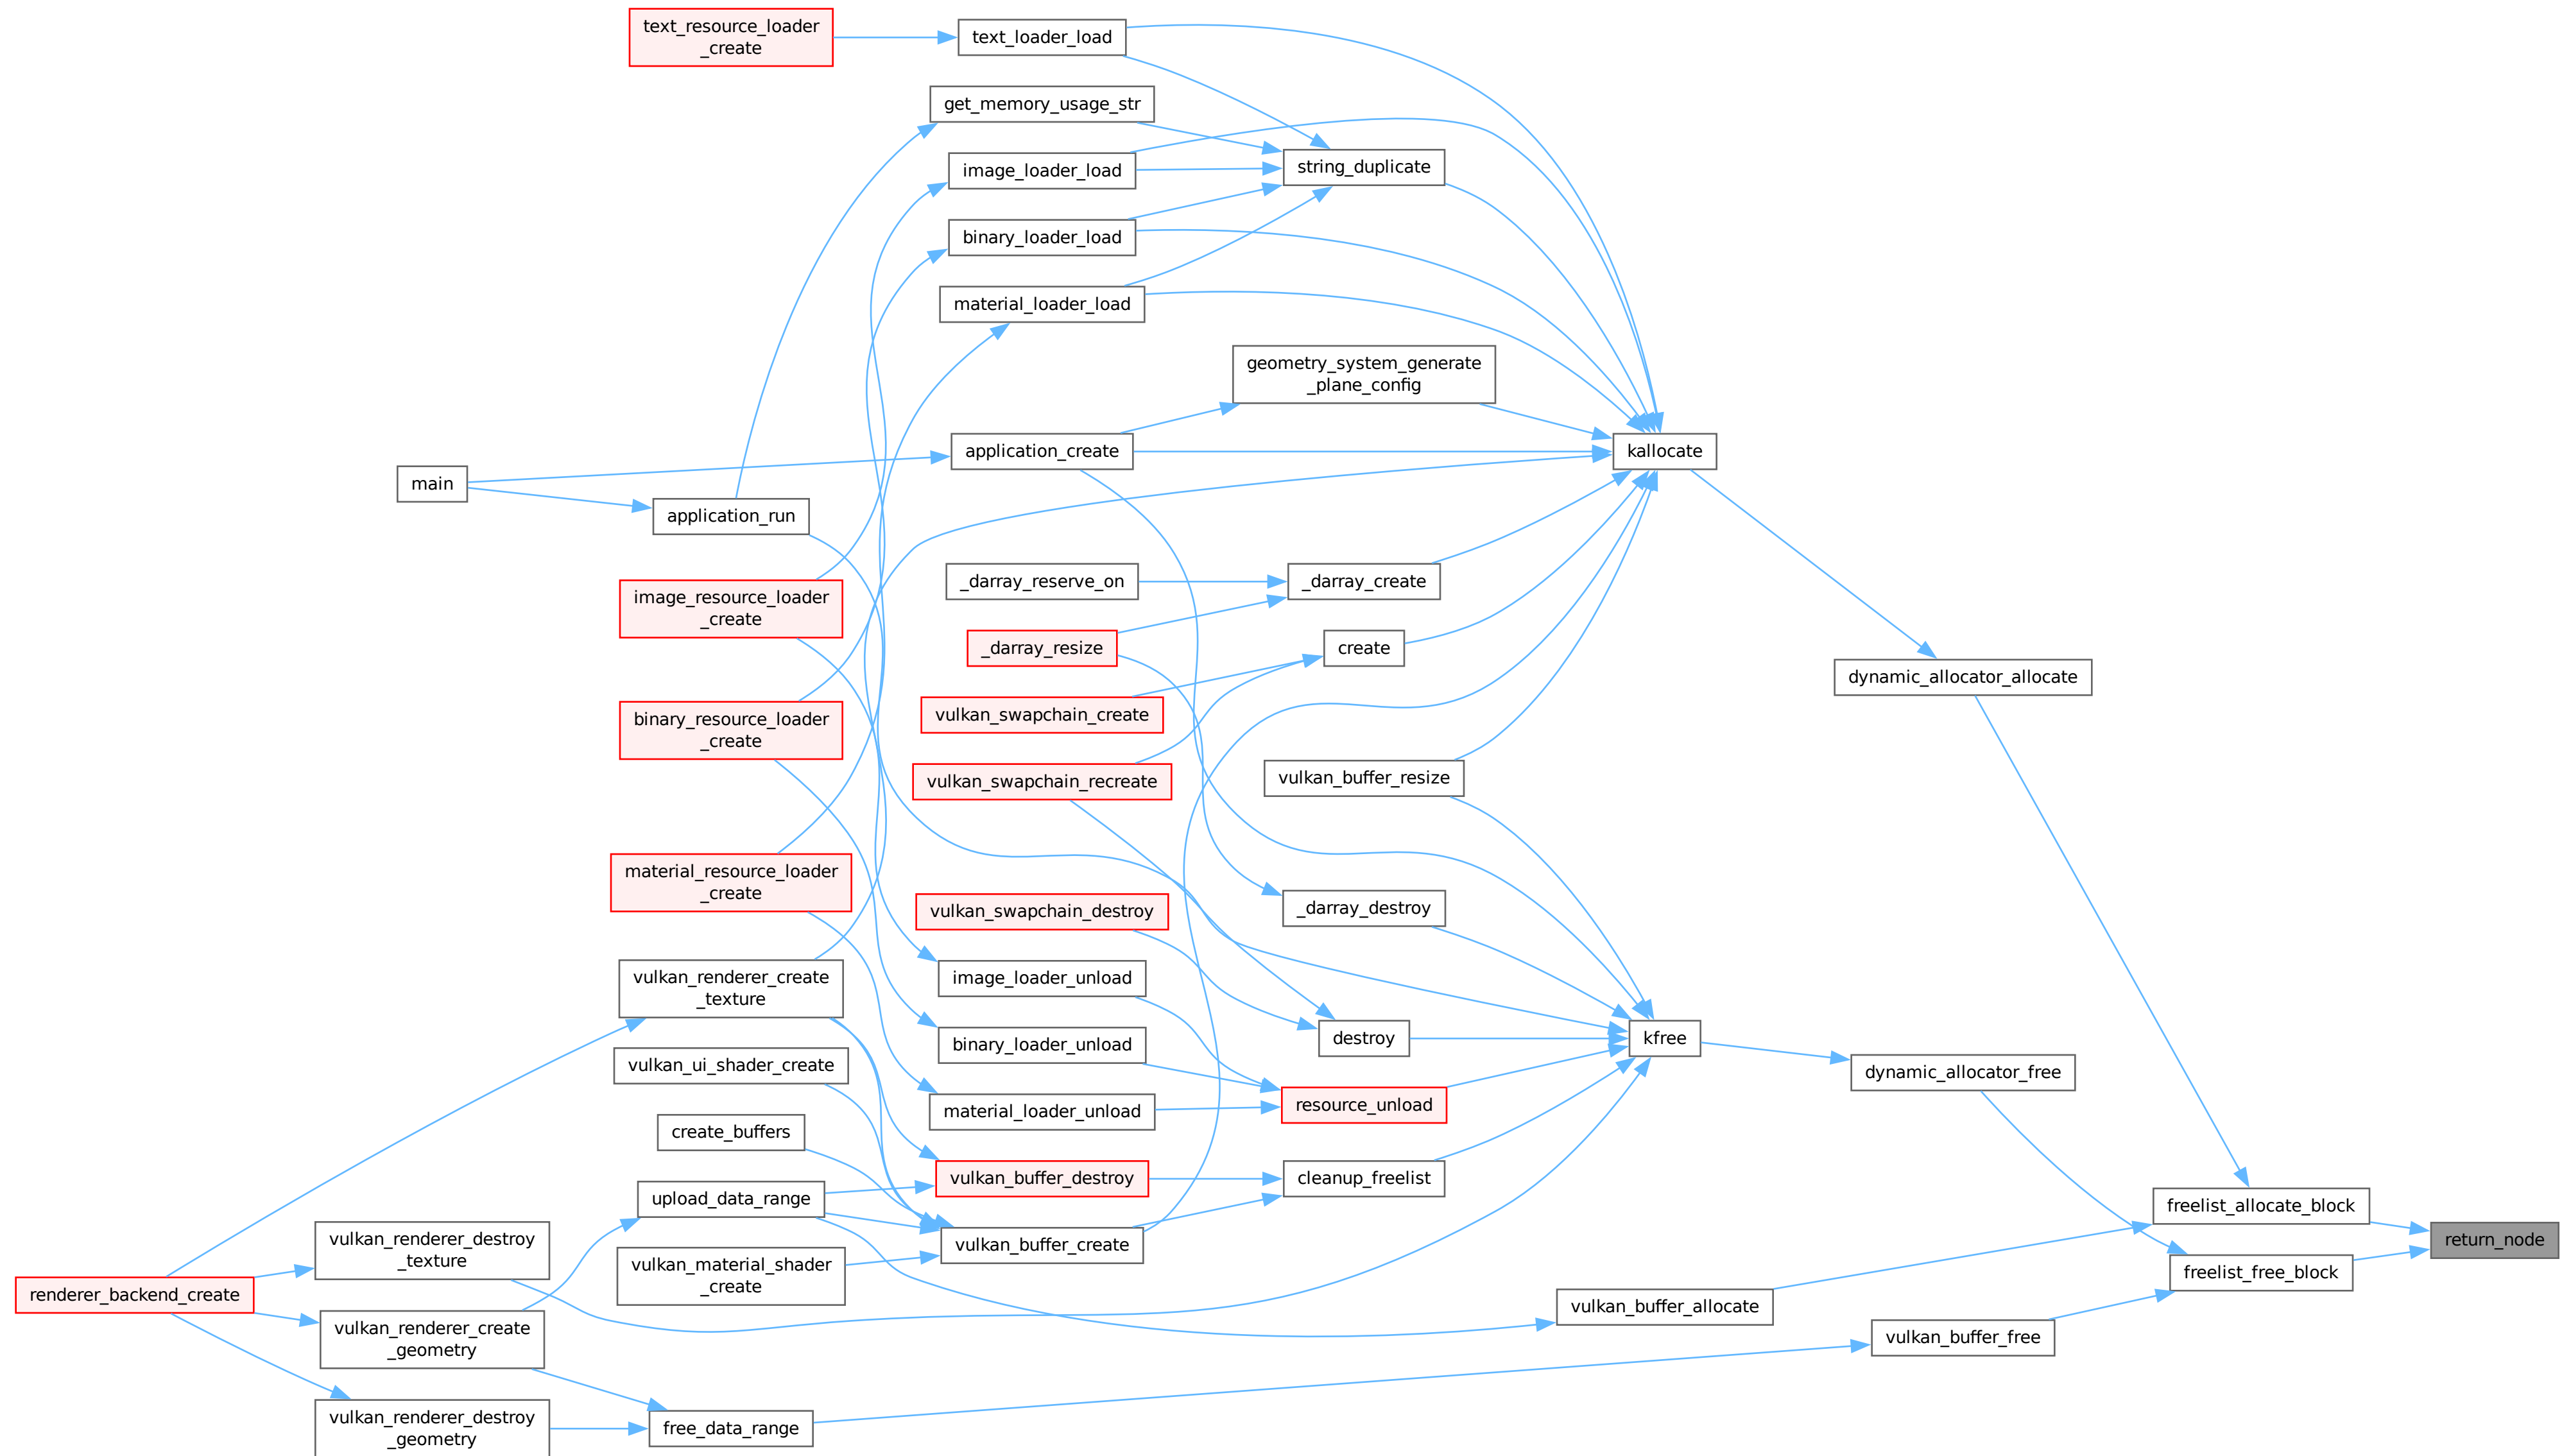 text_resource_loader
_create
text_loader_load
get_memory_usage_str
image_loader_load
string_duplicate
binary_loader_load
material_loader_load
geometry_system_generate
_plane_config
application_create
kallocate
main
application_run
_darray_reserve_on
_darray_create
image_resource_loader
_create
_darray_resize
create
dynamic_allocator_allocate
vulkan_swapchain_create
binary_resource_loader
_create
vulkan_swapchain_recreate
vulkan_buffer_resize
material_resource_loader
_create
vulkan_swapchain_destroy
_darray_destroy
vulkan_renderer_create
_texture
image_loader_unload
binary_loader_unload
destroy
kfree
vulkan_ui_shader_create
dynamic_allocator_free
material_loader_unload
resource_unload
create_buffers
vulkan_buffer_destroy
cleanup_freelist
upload_data_range
freelist_allocate_block
vulkan_renderer_destroy
_texture
vulkan_buffer_create
return_node
vulkan_material_shader
_create
freelist_free_block
renderer_backend_create
vulkan_buffer_allocate
vulkan_renderer_create
_geometry
vulkan_buffer_free
vulkan_renderer_destroy
_geometry
free_data_range